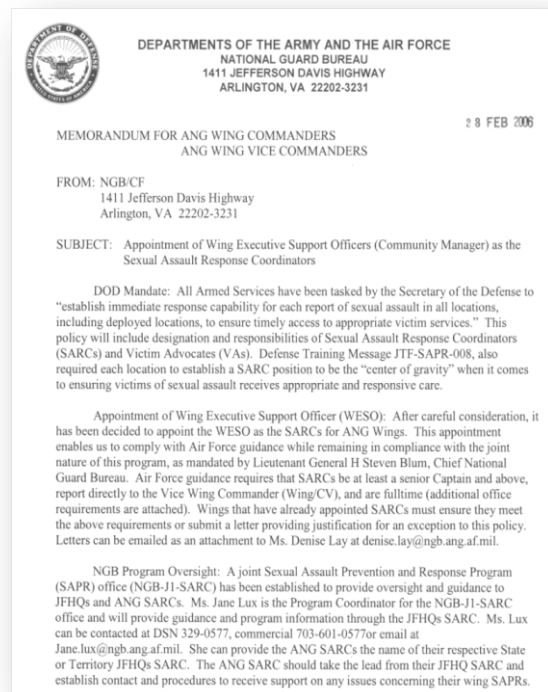 DEPARTMENTS OF THE ARMY AND THE AIR FORCE
NATIONAL GUARD BUREAU
1411 JEFFERSON DAVIS HIGHWAY
ARLINGTON, VA 22202-3231
28 FEB 2006
MEMORANDUM FOR ANG WING COMMANDERS
ANG WING VICE COMMANDERS
FROM: NGB/CF
1411 Jefferson Davis Highway
Arlington, VA 22202-3231
SUBJECT: Appointment of Wing Executive Support Officers (Community Manager) as the
Sexual Assault Response Coordinators
DOD Mandate: All Armed Services have been tasked by the Secretary of the Defense to
“establish immediate response capability for each report of sexual assault in all locations,
including deployed locations, to ensure timely access to appropriate victim services.” This
policy will include designation and responsibilities of Sexual Assault Response Coordinators
(SARCs) and Victim Advocates (VAs). Defense Training Message JTF-SAPR-008, also
required each location to establish a SARC position to be the “center of gravity” when it comes
to ensuring victims of sexual assault receives appropriate and responsive care.
Appointment of Wing Executive Support Officer (WESO): After careful consideration, it
has been decided to appoint the WESO as the SARCs for ANG Wings. This appointment
enables us to comply with Air Force guidance while remaining in compliance with the joint
nature of this program, as mandated by Lieutenant General H Steven Blum, Chief National
Guard Bureau. Air Force guidance requires that SARCs be at least a senior Captain and above,
report directly to the Vice Wing Commander (Wing/CV), and are fulltime (additional office
requirements are attached). Wings that have already appointed SARCs must ensure they meet
the above requirements or submit a letter providing justification for an exception to this policy.
Letters can be emailed as an attachment to Ms. Denise Lay at denise.lay@ngb.ang.af.mil.
NGB Program Oversight: A joint Sexual Assault Prevention and Response Program
(SAPR) office (NGB-J1-SARC) has been established to provide oversight and guidance to
JFHQs and ANG SARCs. Ms. Jane Lux is the Program Coordinator for the NGB-J1-SARC
office and will provide guidance and program information through the JFHQs SARC. Ms. Lux
can be contacted at DSN 329-0577, commercial 703-601-0577or email at
Jane.lux@ngb.ang.af.mil. She can provide the ANG SARCs the name of their respective State
or Territory JFHQs SARC. The ANG SARC should take the lead from their JFHQ SARC and
establish contact and procedures to receive support on any issues concerning their wing SAPRs.